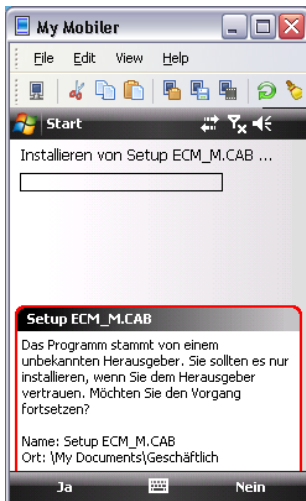 My Mobiler
File Edit View Help
Start
Installieren von Setup ECM_M.CAB ...
Setup ECM_M.CAB
Das Programm stammt von einem
unbekannten Herausgeber. Sie sollten es nur
installieren, wenn Sie dem Herausgeber
vertrauen. Möchten Sie den Vorgang
fortsetzen?
Name: Setup ECM_M.CAB
Ort: \My Documents\Geschäftlich
Ja Nein